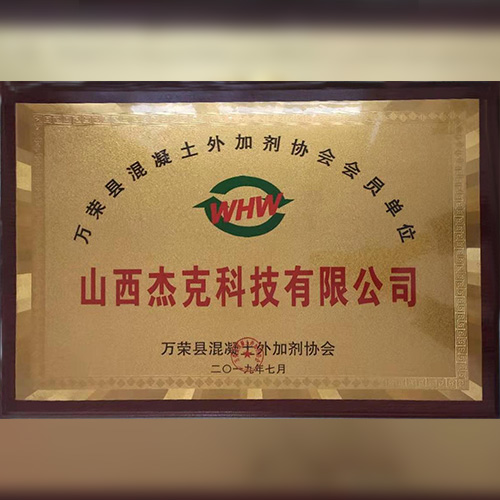 万荣县混凝土外加剂协会会员单位
WHW
山西杰克科技有限公司
万荣县混凝土外加剂协会
二〇一九年七月